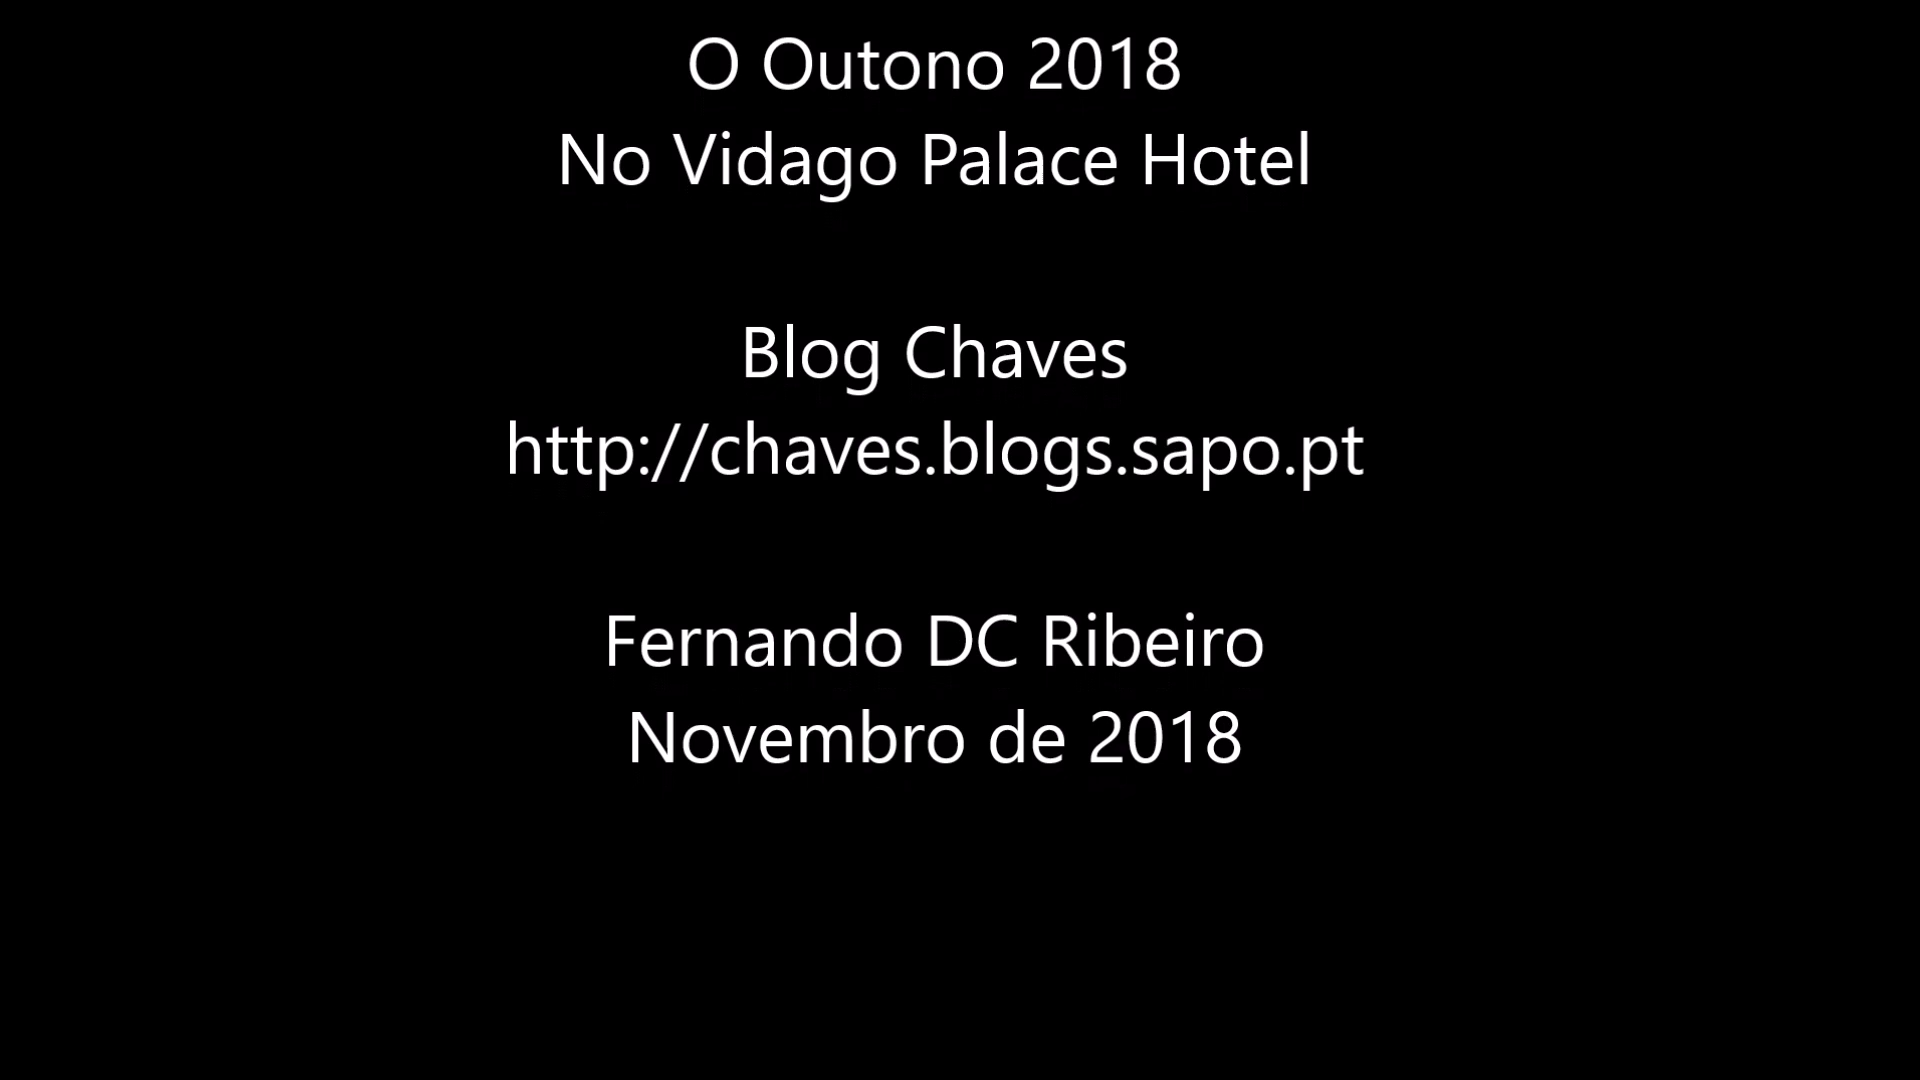 O Outono 2018
No Vidago Palace Hotel
Blog Chaves
http://chaves.blogs.sapo.pt
Fernando DC Ribeiro
Novembro de 2018